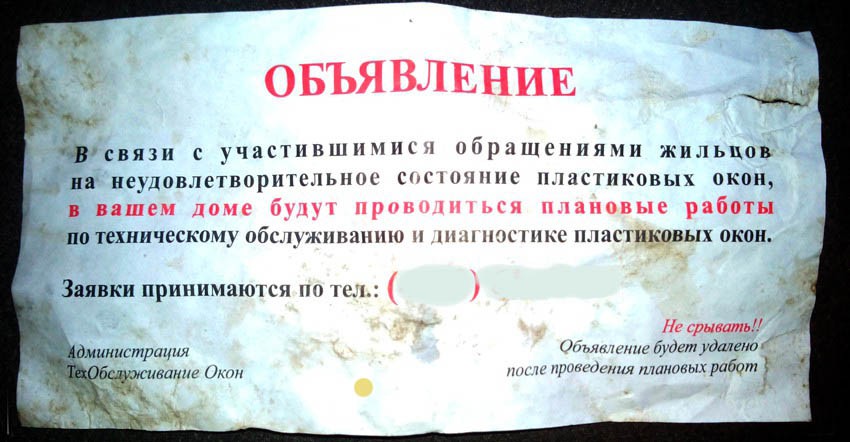 ОБЪЯВЛЕНИЕ
В связи с участившимися обращениями жильцов
на неудовлетворительное состояние пластиковых окон,
в вашем доме будут проводиться плановые работы
по техническому обслуживанию и диагностике пластиковых окон.
Заявки принимаются по тел.: ( )
Не срывать!!
Администрация
Объявление будет удалено
ТехОбслуживание Окон
после проведения плановых работ